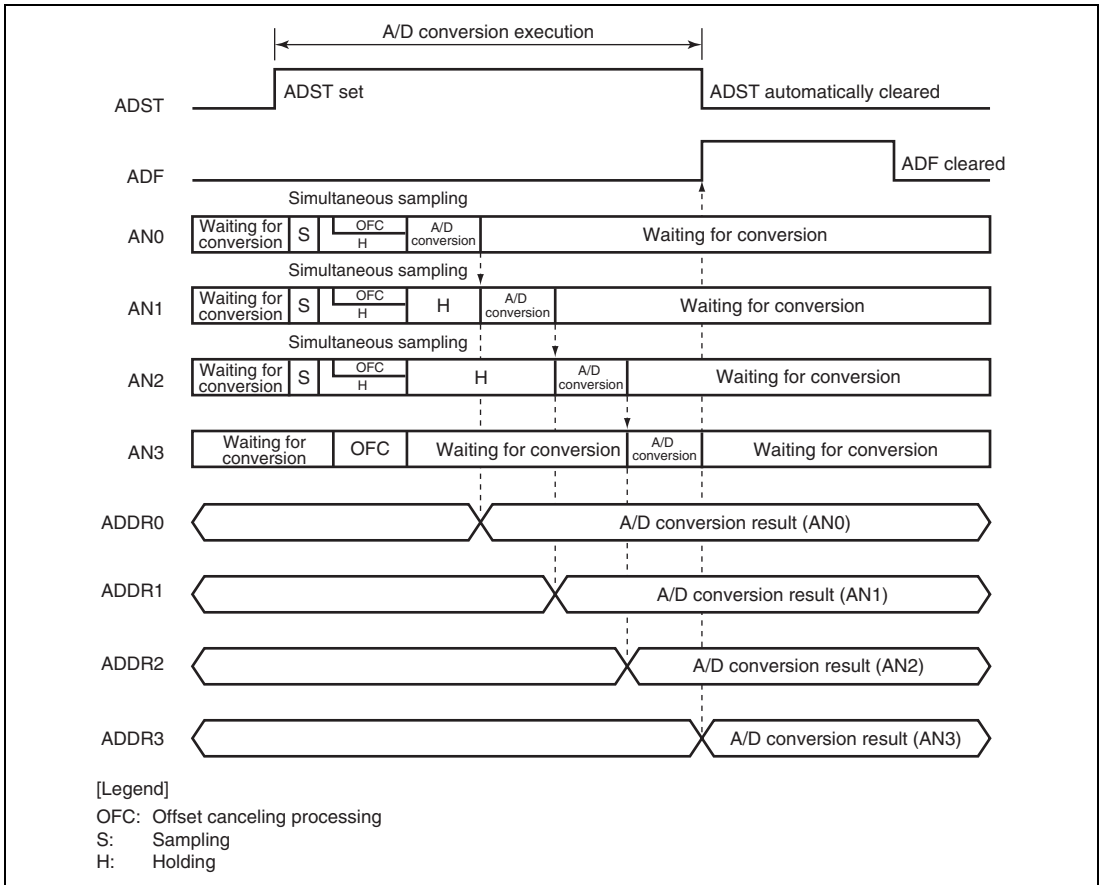 A/D conversion execution
ADST
ADST set
ADST automatically cleared
ADF
ADF cleared
Simultaneous sampling
AN0
Waiting for
conversion
S
OFC
H
A/D
conversion
Waiting for conversion
Simultaneous sampling
AN1
Waiting for
conversion
S
OFC
H
H
A/D
conversion
Waiting for conversion
Simultaneous sampling
AN2
Waiting for
conversion
S
OFC
H
H
A/D
conversion
Waiting for conversion
AN3
Waiting for
conversion
OFC
Waiting for conversion
A/D
conversion
Waiting for conversion
ADDR0
A/D conversion result (AN0)
ADDR1
A/D conversion result (AN1)
ADDR2
A/D conversion result (AN2)
ADDR3
A/D conversion result (AN3)
[Legend]
OFC: Offset canceling processing
S: Sampling
H: Holding